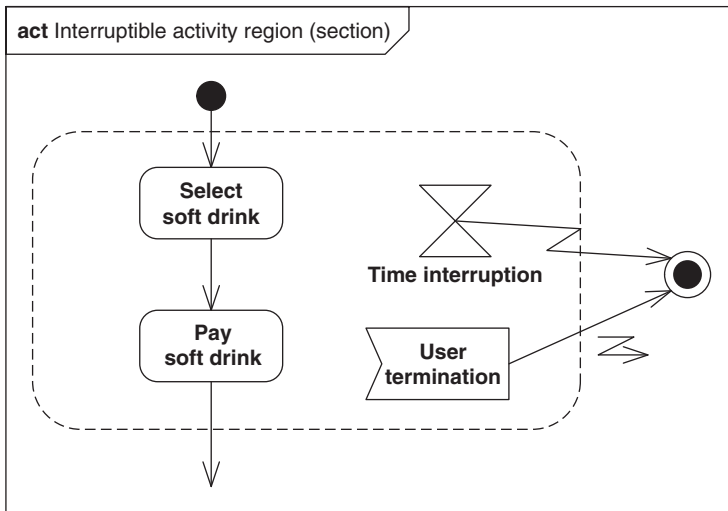 act Interruptible activity region (section)
Select
soft drink
Time interruption
Pay
soft drink
User
termination